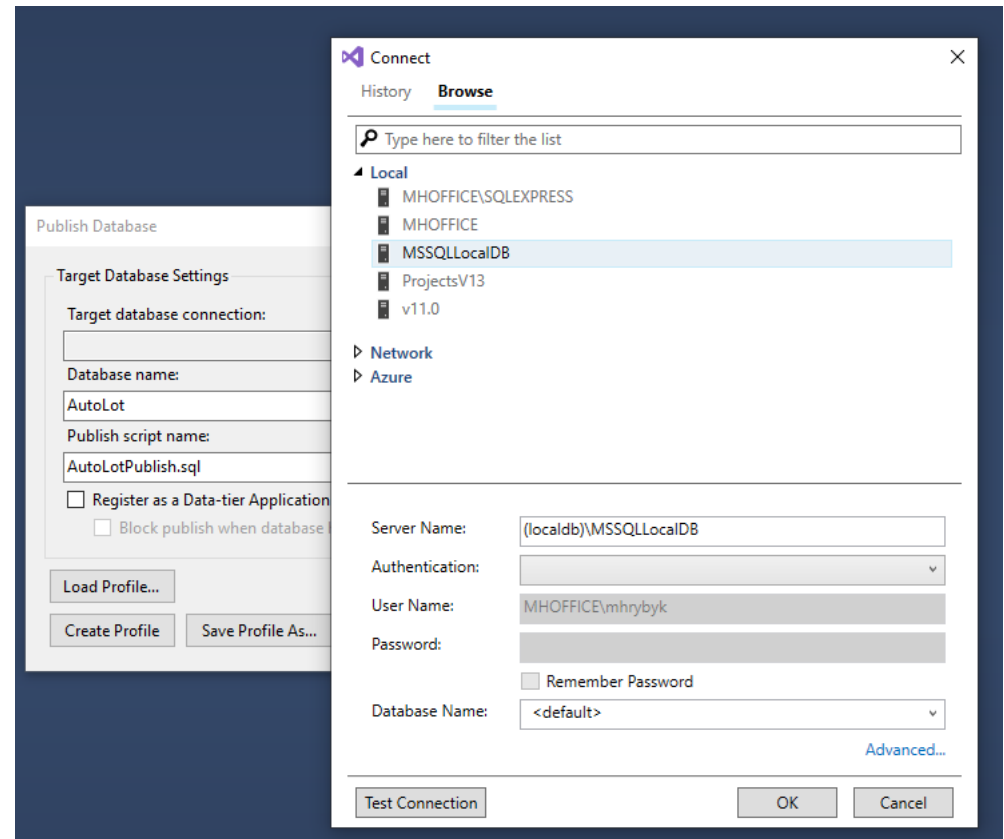 Connect
History Browse
Type here to filter the list
Local
MHOFFICE\SQLEXPRESS
MHOFFICE
MSSQLLocalDB
ProjectsV13
v11.0
Network
Azure
Server Name: (localdb)\MSSQLLocalDB
Authentication:
User Name: MHOFFICE\mhrybyk
Password:
Remember Password
Database Name: <default>
Advanced...
Test Connection OK Cancel
Publish Database
Target Database Settings
Target database connection:
Database name:
AutoLot
Publish script name:
AutoLotPublish.sql
Register as a Data-tier Application
Block publish when database
Load Profile...
Create Profile Save Profile As...